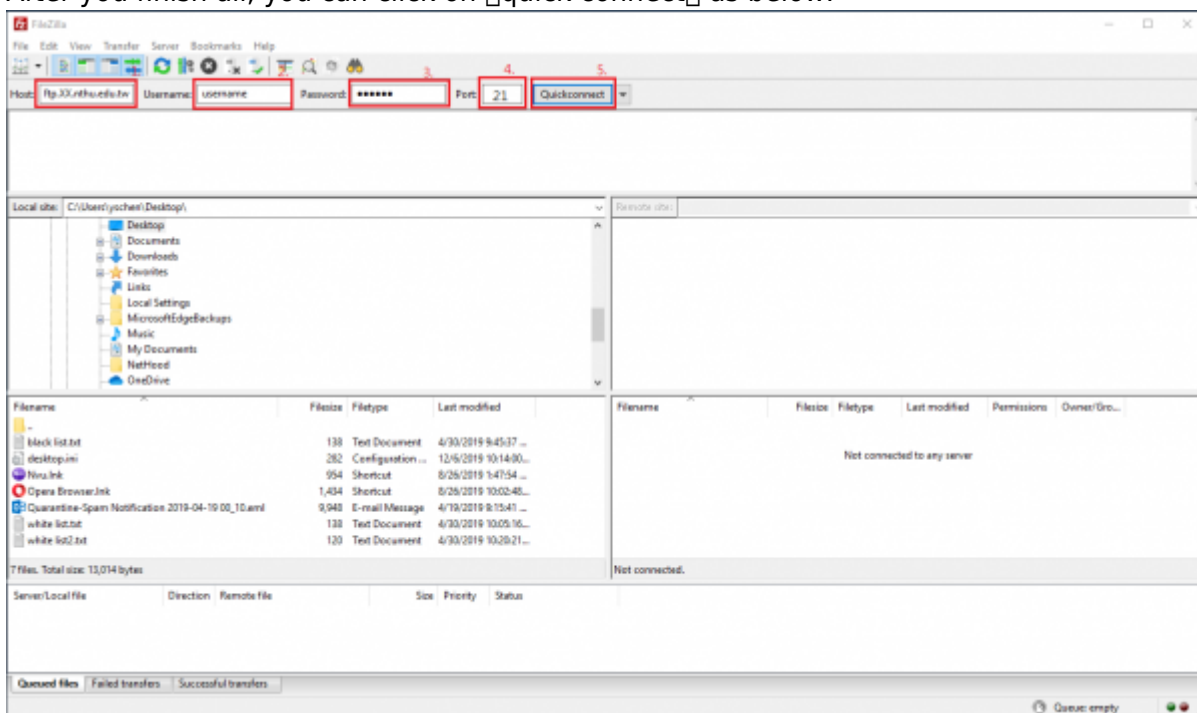 After you finish all, you can click on 「quick connect」 as below:
FileZilla
File Edit View Transfer Server Bookmarks Help
2. 3. 4. 5.
Host: ftp.XX.nthu.edu.tw Username: username Password: ●●●●●● Port: 21 Quickconnect
Local site: C:\Users\yschen\Desktop\
Remote site:
Desktop
Documents
Downloads
Favorites
Links
Local Settings
MicrosoftEdgeBackups
Music
My Documents
NetHood
OneDrive
Filename Filesize Filetype Last modified
Filename Filesize Filetype Last modified Permissions Owner/Gro...
..
black list.txt 138 Text Document 4/30/2019 9:45:37 ...
desktop.ini 282 Configuration ... 12/6/2019 10:14:00...
Nvu.lnk 954 Shortcut 8/26/2019 1:47:54 ...
Opera Browser.lnk 1,434 Shortcut 8/26/2019 10:02:48...
Quarantine-Spam Notification 2019-04-19 00_10.eml 9,948 E-mail Message 4/19/2019 9:15:41 ...
white list.txt 138 Text Document 4/30/2019 10:05:16...
white list2.txt 120 Text Document 4/30/2019 10:20:21...
Not connected to any server
7 files. Total size: 13,014 bytes
Not connected.
Server/Local file Direction Remote file Size Priority Status
Queued files Failed transfers Successful transfers
Queue: empty